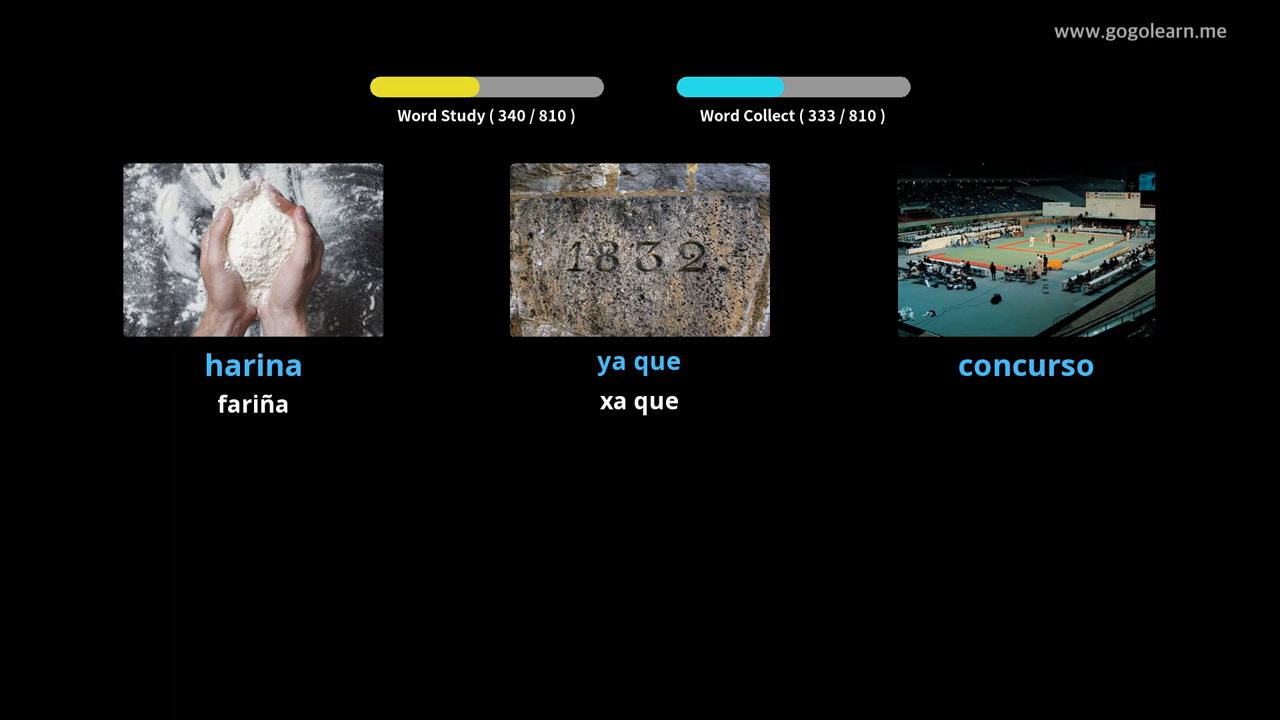 www.gogolearn.me
Word Study ( 340 / 810 )
Word Collect ( 333 / 810 )
1832.
harina
fariña
ya que
xa que
concurso